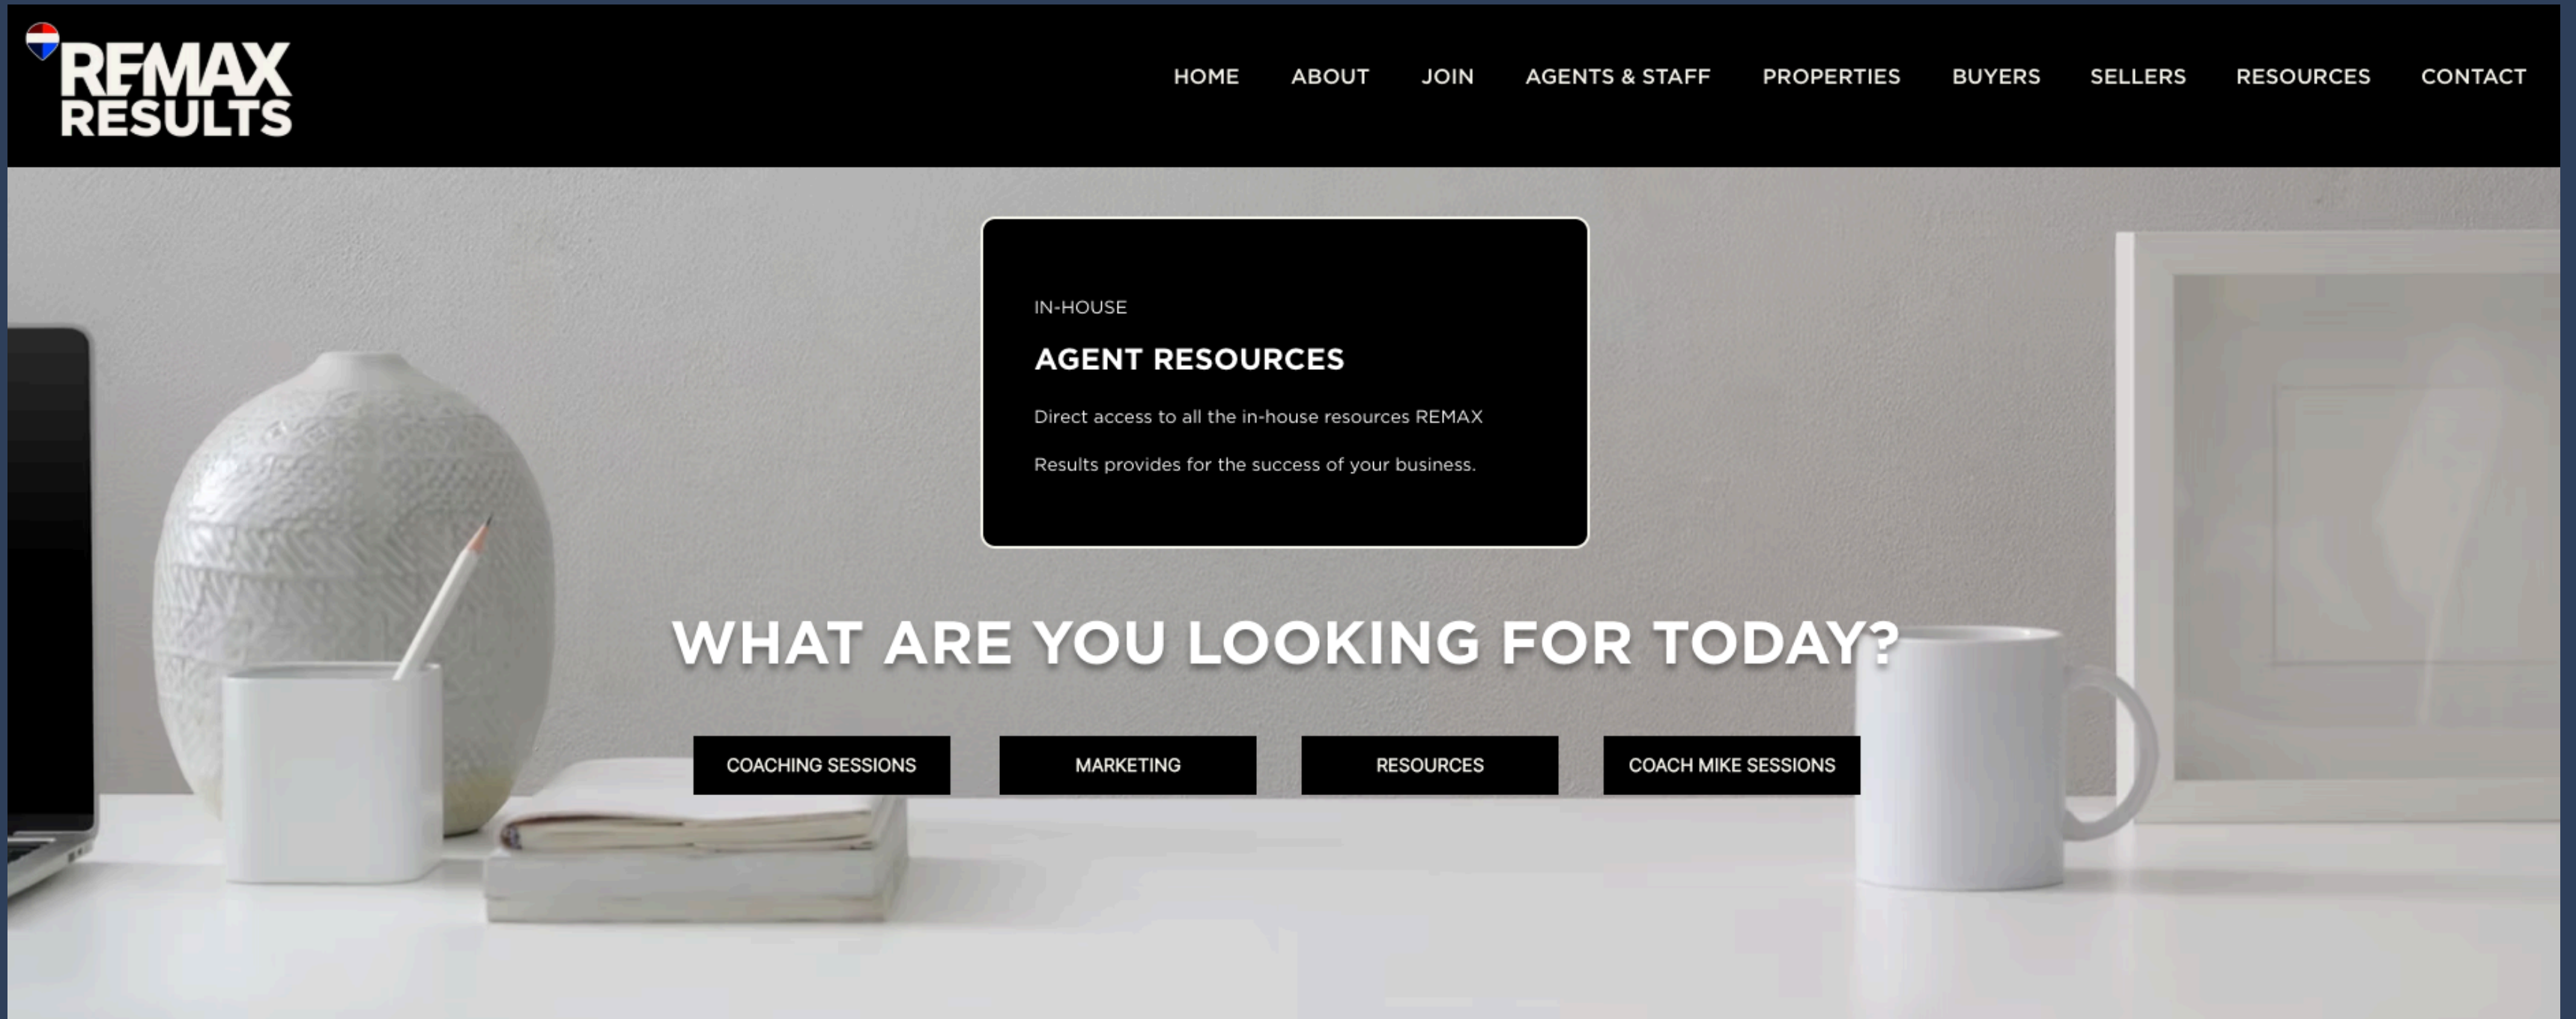 REMAX
RESULTS
HOME ABOUT JOIN AGENTS & STAFF PROPERTIES BUYERS SELLERS RESOURCES CONTACT
IN-HOUSE
AGENT RESOURCES
Direct access to all the in-house resources REMAX
Results provides for the success of your business.
WHAT ARE YOU LOOKING FOR TODAY?
COACHING SESSIONS MARKETING RESOURCES COACH MIKE SESSIONS